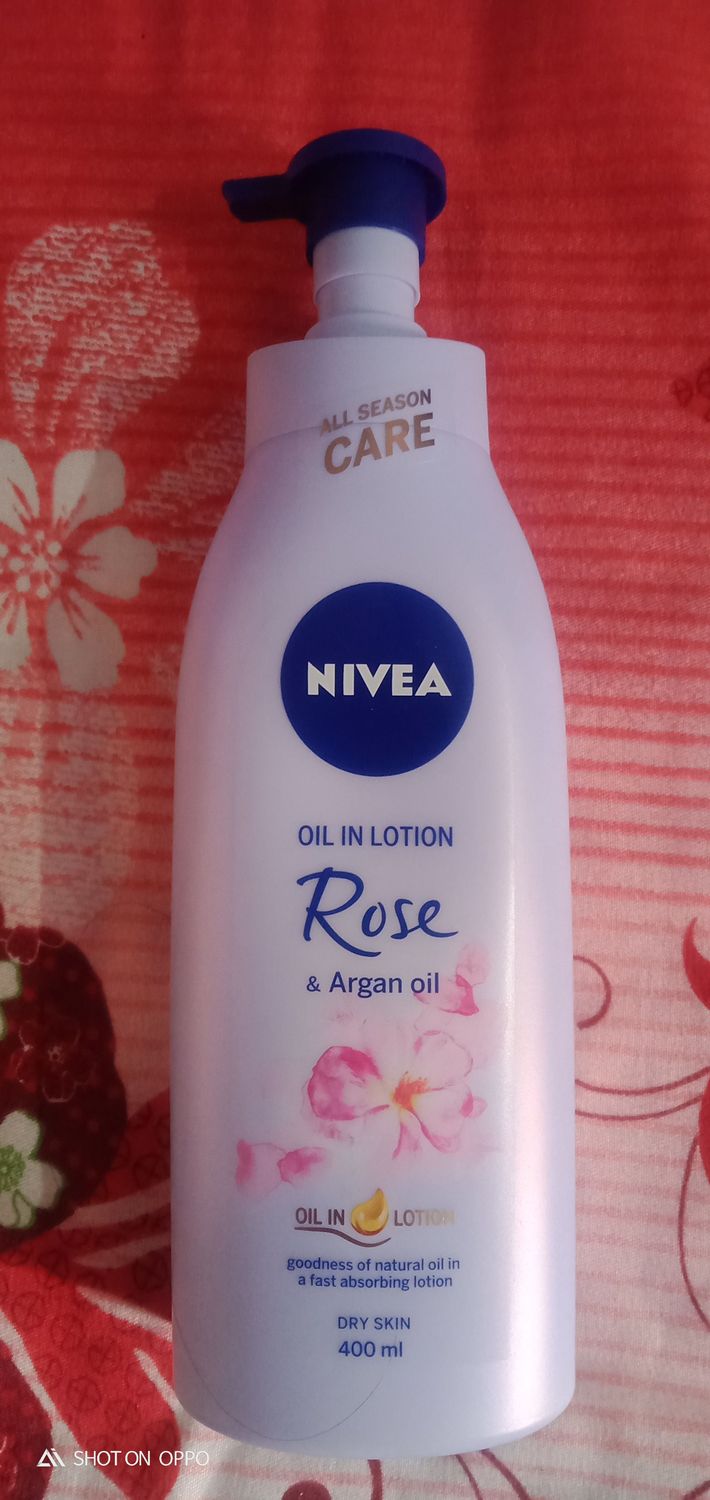 ALL SEASON
CARE
NIVEA
OIL IN LOTION
Rose
& Argan oil
OIL IN LOTION
goodness of natural oil in
a fast absorbing lotion
DRY SKIN
400 ml
SHOT ON OPPO